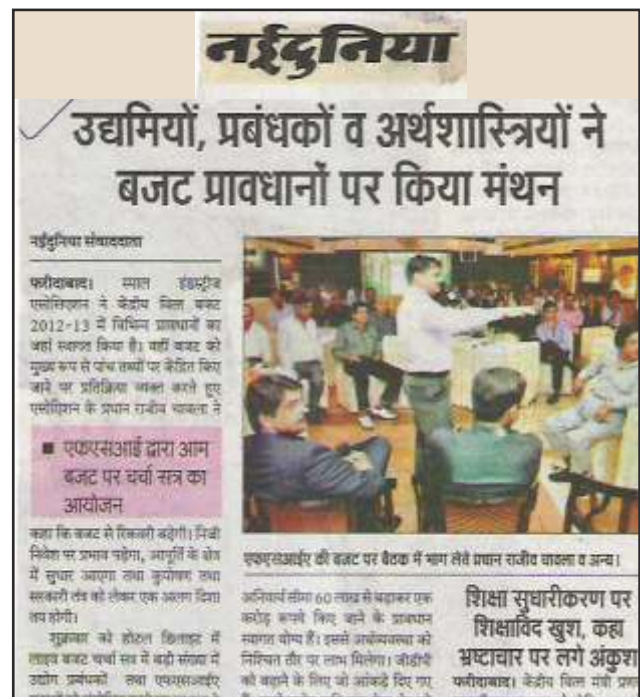 नईदुनिया
उद्यमियों, प्रबंधकों व अर्थशास्त्रियों ने
बजट प्रावधानों पर किया मंथन
नईदुनिया संवाददाता
फरीदाबाद। स्माल इंडस्ट्रीज
एसोसिएशन ने केंद्रीय वित्त बजट
2012-13 में विभिन्न प्रावधानों का
जहां स्वागत किया है। वहीं बजट को
मुख्य रूप से पांच तथ्यों पर केंद्रित किए
जाने पर प्रतिक्रिया व्यक्त करते हुए
एसोसिएशन के प्रधान राजीव चावला ने
■ एफएसआई द्वारा आम
बजट पर चर्चा सत्र का
आयोजन
कहा कि बजट से रिकवरी बढ़ेगी। निजी
निवेश पर प्रभाव पड़ेगा, आपूर्ति के क्षेत्र
में सुधार आएगा तथा कुपोषण तथा
सरकारी तंत्र को लेकर एक अलग दिशा
तय होगी।
शुक्रवार को होटल में
लाइव बजट चर्चा सत्र में बड़ी संख्या में
उद्योग प्रबंधकों तथा एफएसआईए
एफएसआईए की बजट पर बैठक में भाग लेते प्रधान राजीव चावला व अन्य।
अनिवार्य सीमा 60 लाख से बढ़ाकर एक
करोड़ रूपये किए जाने के प्रावधान
स्वागत योग्य हैं। इससे अर्थव्यवस्था को
निश्चित तौर पर लाभ मिलेगा। जीडीपी
को बढ़ाने के लिए जो आंकड़े दिए गए
शिक्षा सुधारीकरण पर
शिक्षाविद खुश, कहा
भ्रष्टाचार पर लगे अंकुश
फरीदाबाद। केंद्रीय वित्त मंत्री